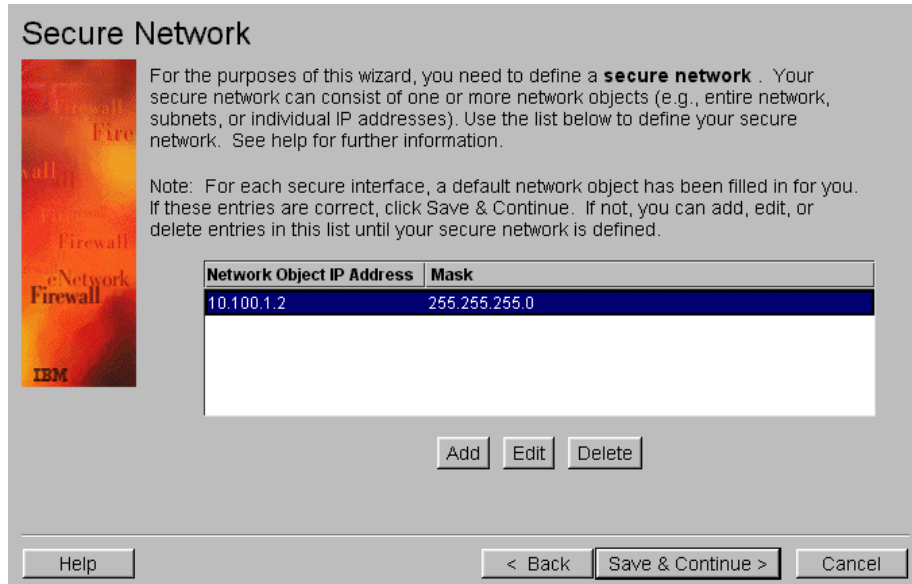 Secure Network
Firewall
Fire
wall
Firewall
Firewall
eNetwork
Firewall
IBM
For the purposes of this wizard, you need to define a secure network . Your
secure network can consist of one or more network objects (e.g., entire network,
subnets, or individual IP addresses). Use the list below to define your secure
network. See help for further information.
Note: For each secure interface, a default network object has been filled in for you.
If these entries are correct, click Save & Continue. If not, you can add, edit, or
delete entries in this list until your secure network is defined.
Network Object IP Address Mask
10.100.1.2 255.255.255.0
Add Edit Delete
Help < Back Save & Continue > Cancel